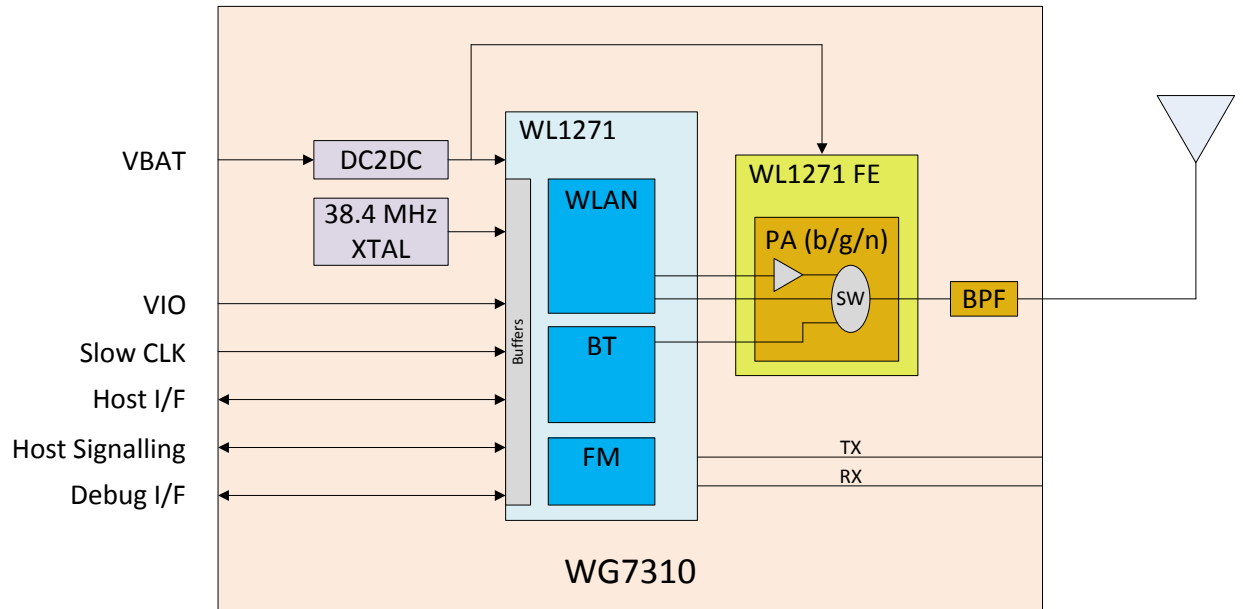 VBAT
DC2DC
38.4 MHz
XTAL
VIO
Slow CLK
Host I/F
Host Signalling
Debug I/F
WL1271
Buffers
WLAN
BT
FM
WL1271 FE
PA (b/g/n)
SW
BPF
TX
RX
WG7310